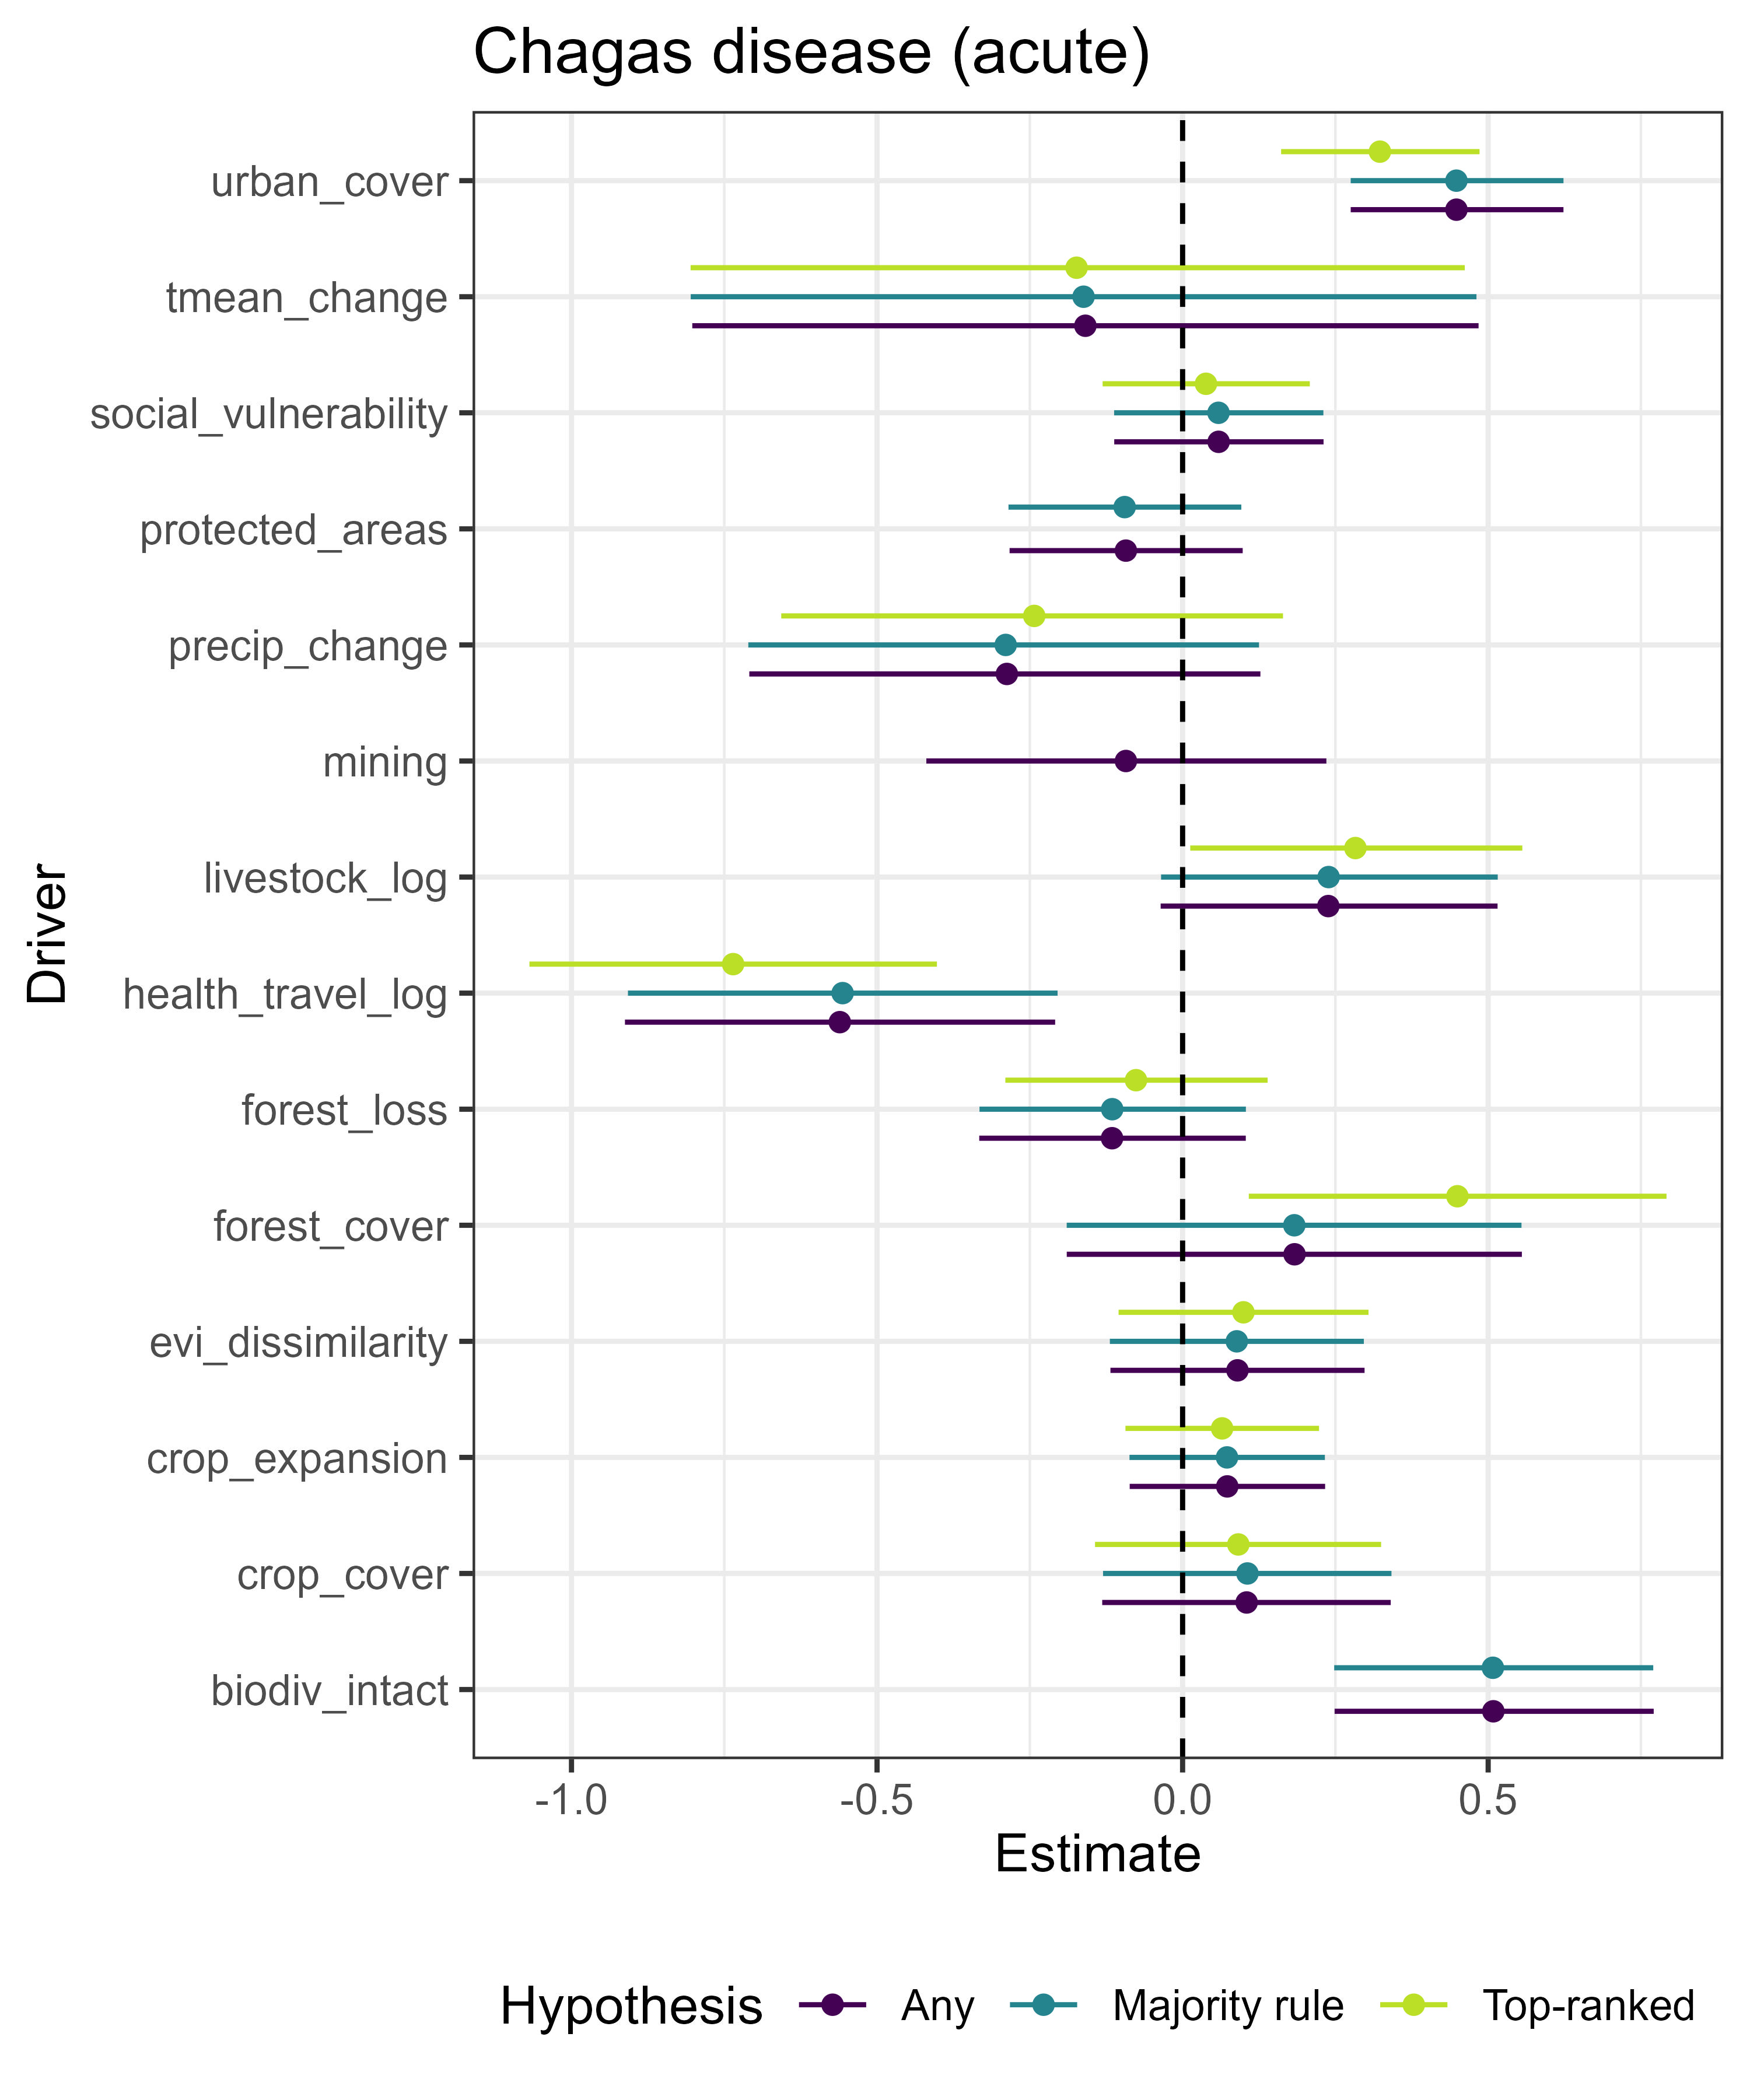 Chagas disease (acute)
urban_cover
tmean_change
social_vulnerability
protected_areas
precip_change
mining
livestock_log
health_travel_log
forest_loss
forest_cover
evi_dissimilarity
crop_expansion
crop_cover
biodiv_intact
Driver
-1.0 -0.5 0.0 0.5
Estimate
Hypothesis Any Majority rule Top-ranked